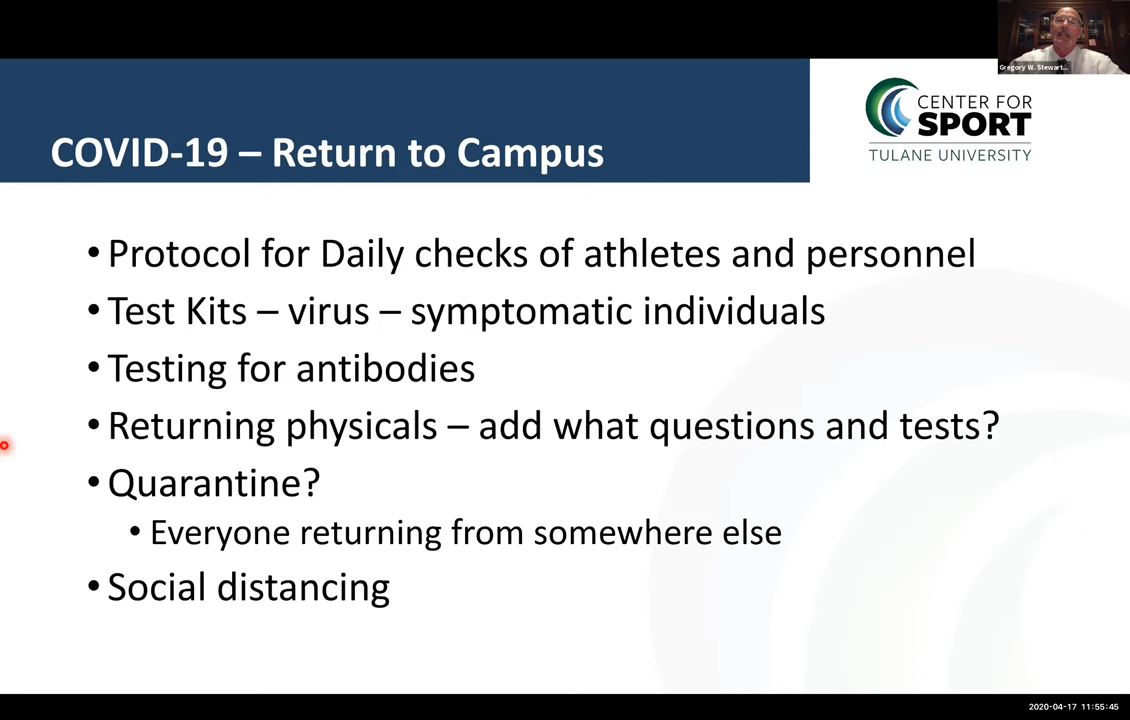 Gregory W. Stewart...
CENTER FOR
SPORT
TULANE UNIVERSITY
COVID-19 – Return to Campus
• Protocol for Daily checks of athletes and personnel
• Test Kits – virus – symptomatic individuals
• Testing for antibodies
• Returning physicals – add what questions and tests?
• Quarantine?
• Everyone returning from somewhere else
• Social distancing
2020-04-17 11:55:45